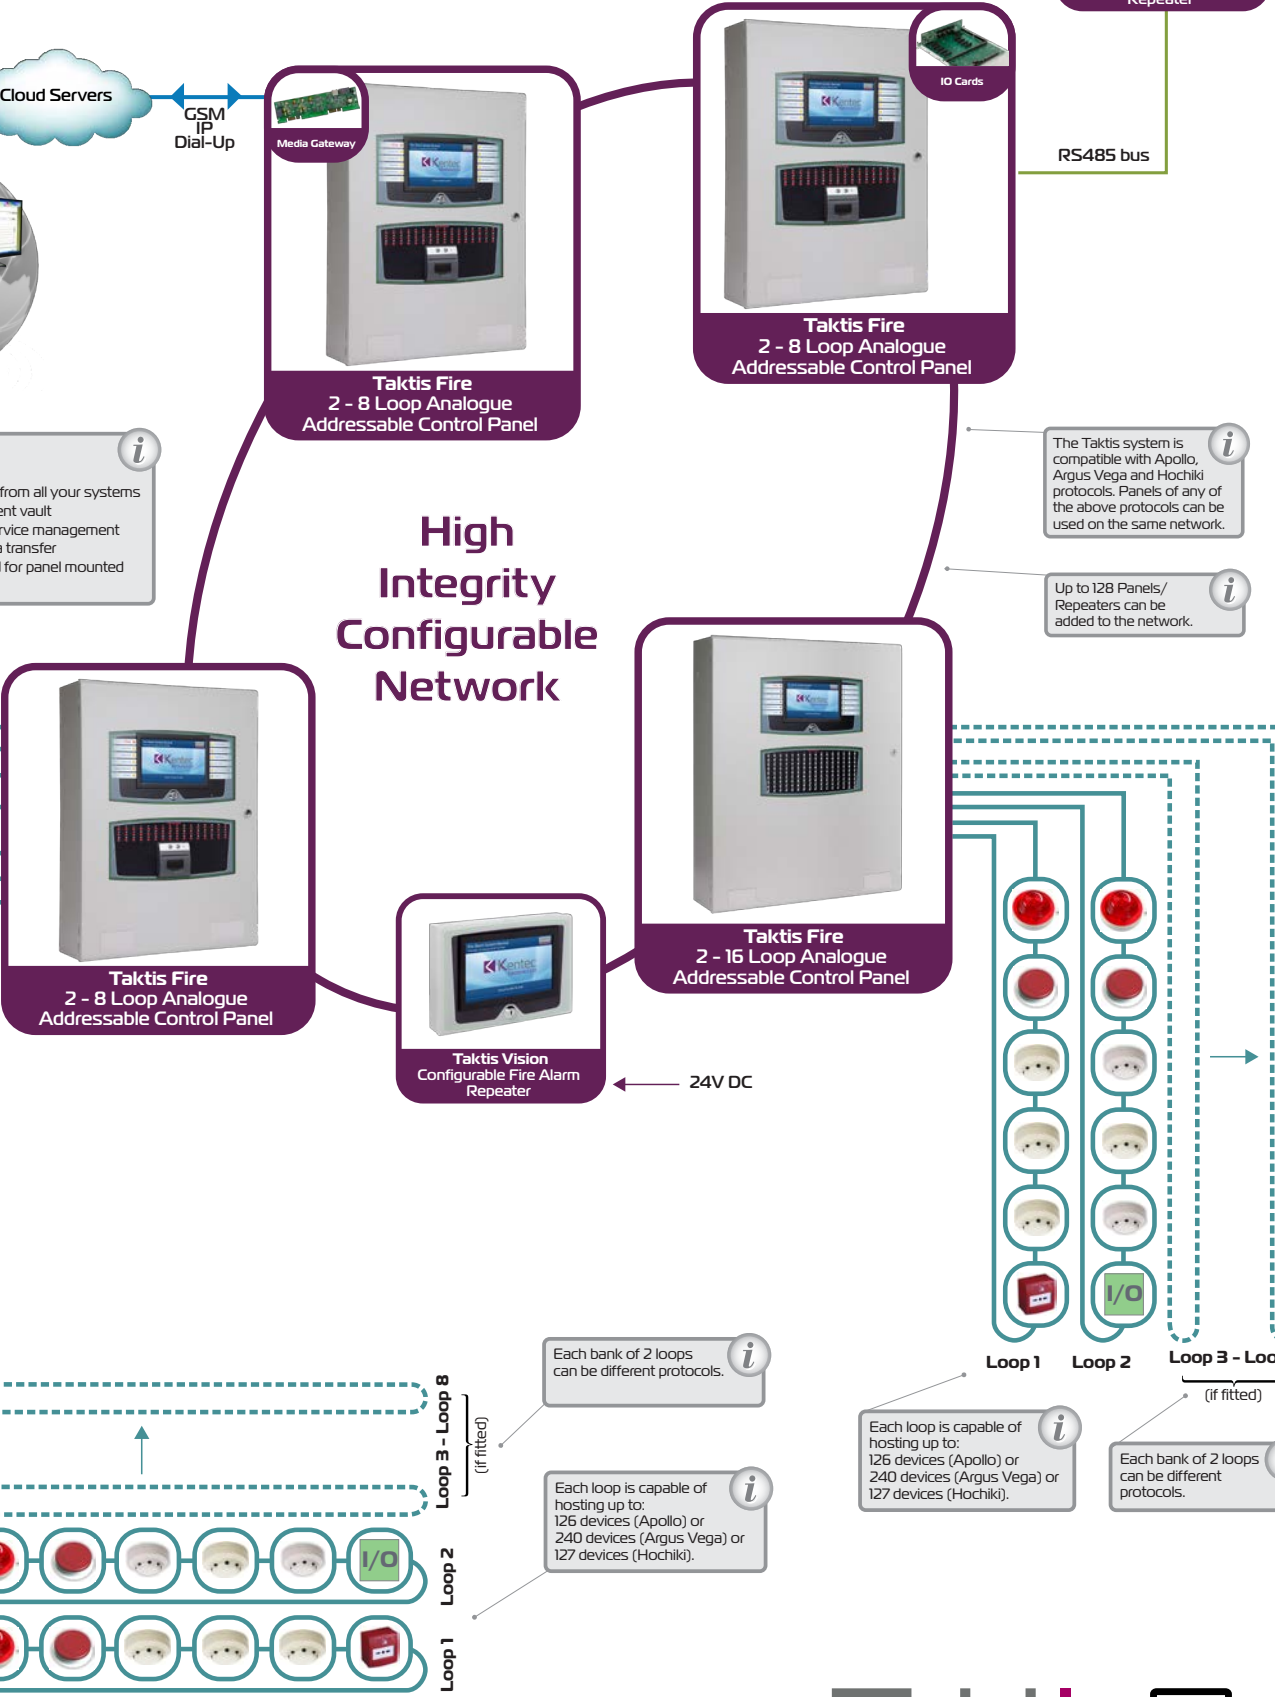 Repeater
Cloud Servers
GSM
IP
Dial-Up
Media Gateway
Kentec
Taktis Fire
2 - 8 Loop Analogue
Addressable Control Panel
IO Cards
Kentec
Taktis Fire
2 - 8 Loop Analogue
Addressable Control Panel
RS485 bus
from all your systems
ent vault
rvice management
a transfer
d for panel mounted
The Taktis system is
compatible with Apollo,
Argus Vega and Hochiki
protocols. Panels of any of
the above protocols can be
used on the same network.
Up to 128 Panels/
Repeaters can be
added to the network.
High
Integrity
Configurable
Network
Kentec
Taktis Fire
2 - 8 Loop Analogue
Addressable Control Panel
Kentec
Taktis Fire
2 - 16 Loop Analogue
Addressable Control Panel
Kentec
Taktis Vision
Configurable Fire Alarm
Repeater
24V DC
I/O
Loop 1
Loop 2
Loop 3 - Loo
(if fitted)
Each loop is capable of
hosting up to:
126 devices (Apollo) or
240 devices (Argus Vega) or
127 devices (Hochiki).
Each bank of 2 loops
can be different
protocols.
Each bank of 2 loops
can be different protocols.
Loop 3 - Loop 8
(if fitted)
Each loop is capable of
hosting up to:
126 devices (Apollo) or
240 devices (Argus Vega) or
127 devices (Hochiki).
I/O
Loop 2
Loop 1